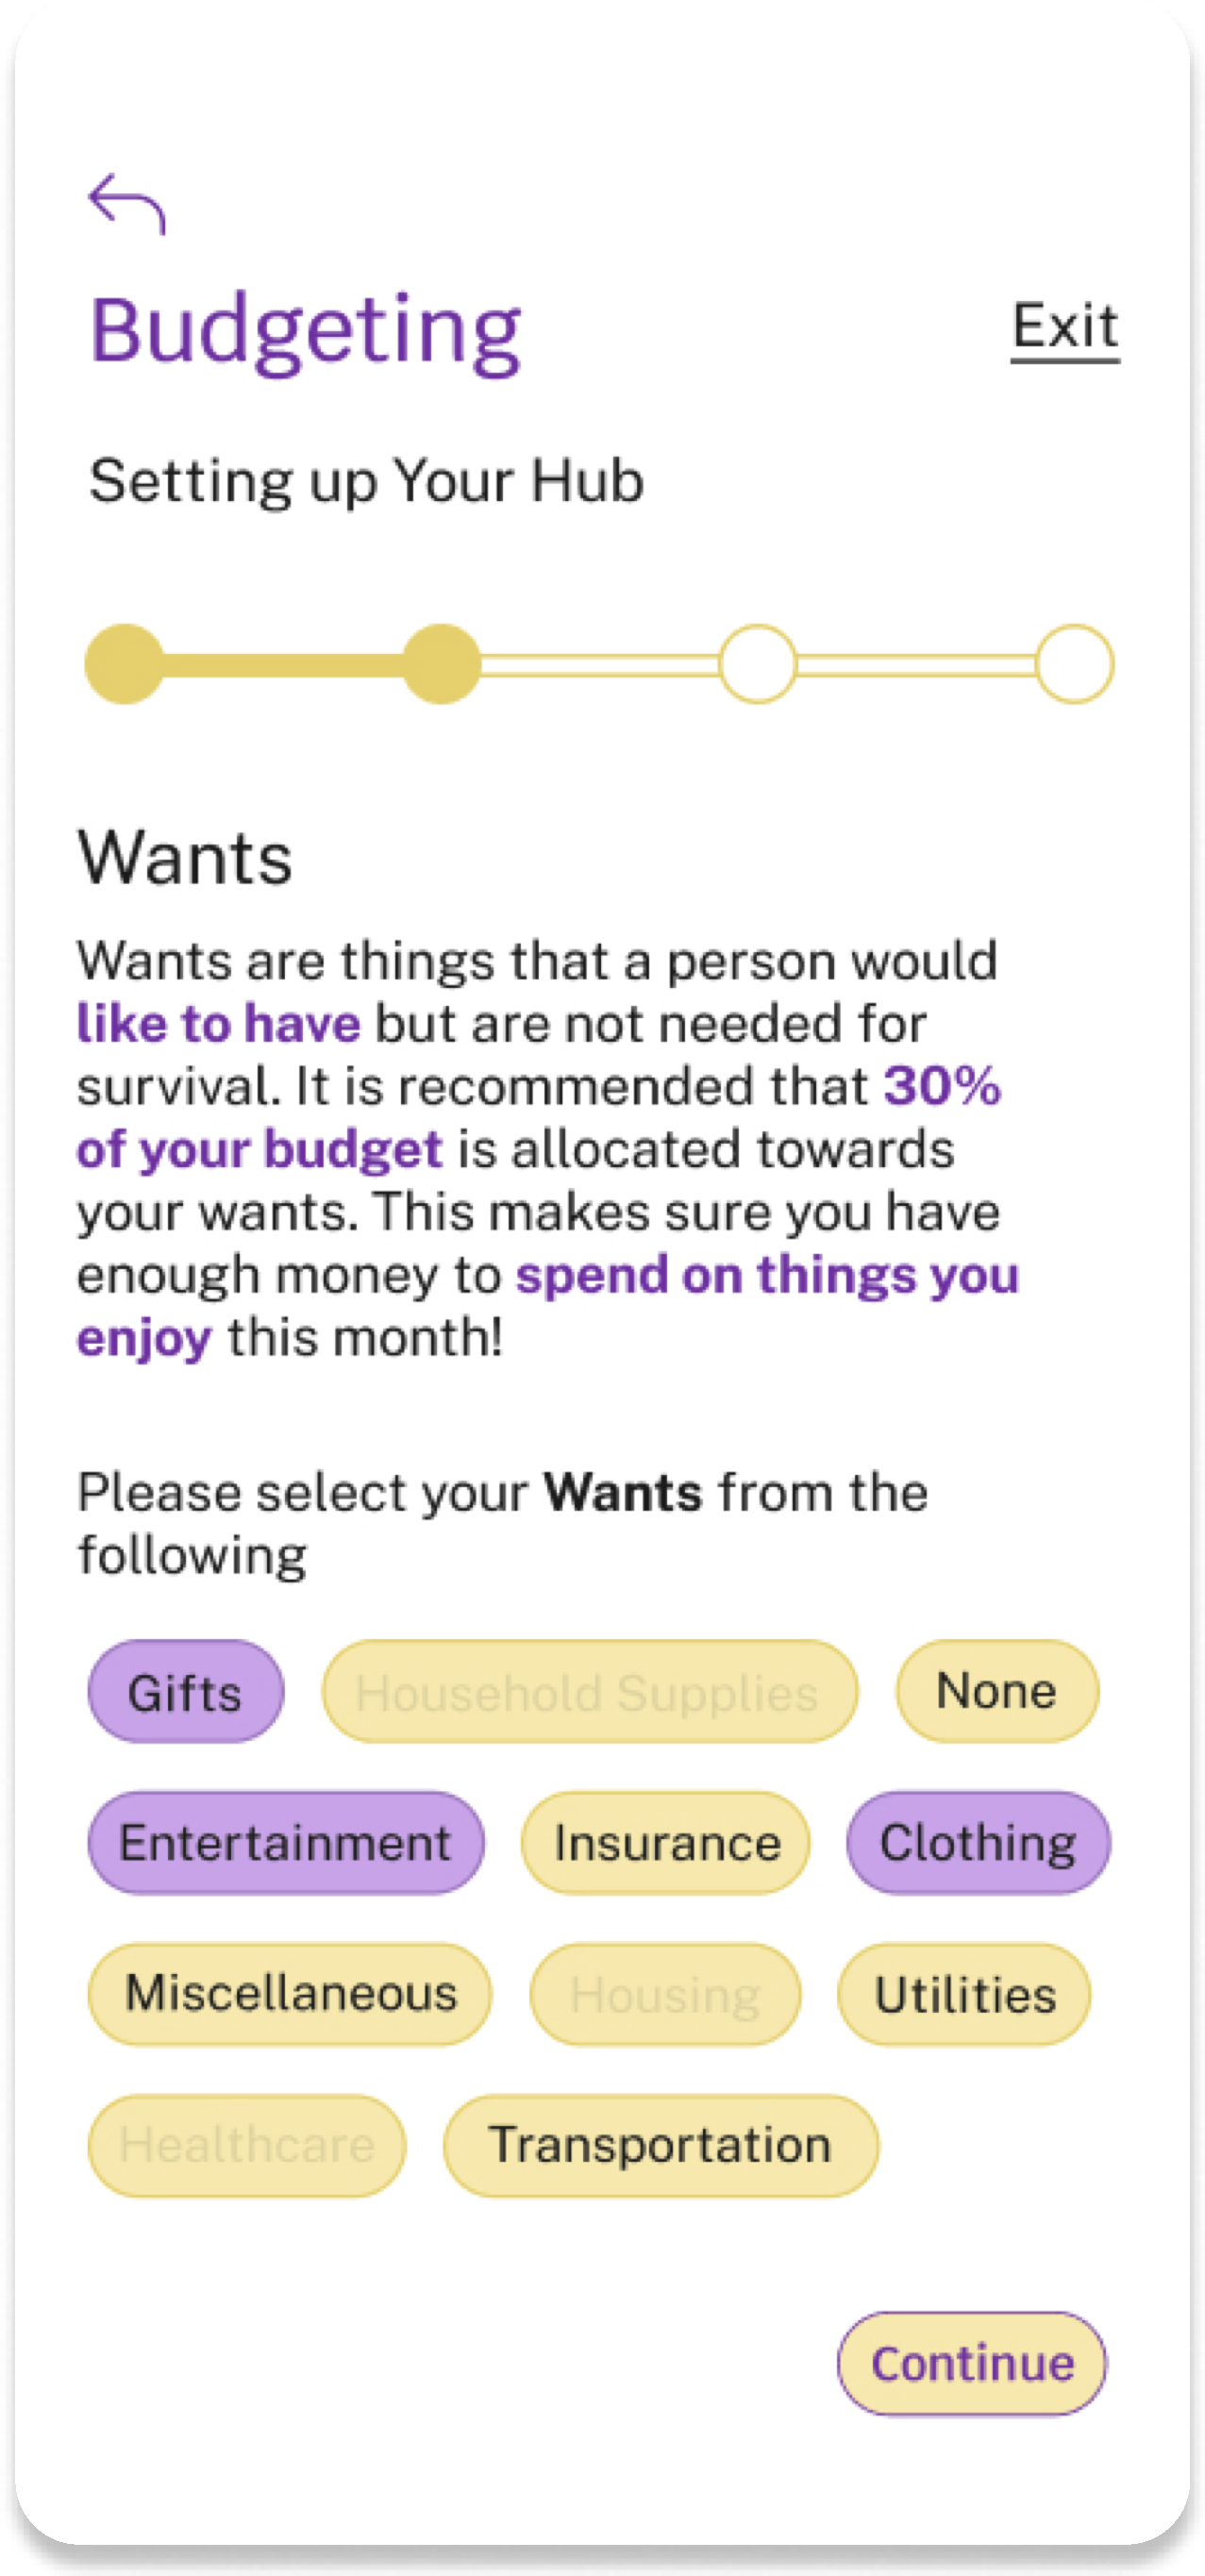 Budgeting
Exit
Setting up Your Hub
Wants
Wants are things that a person would
like to have but are not needed for
survival. It is recommended that 30%
of your budget is allocated towards
your wants. This makes sure you have
enough money to spend on things you
enjoy this month!
Please select your Wants from the
following
Gifts
Household Supplies
None
Entertainment
Insurance
Clothing
Miscellaneous
Housing
Utilities
Healthcare
Transportation
Continue